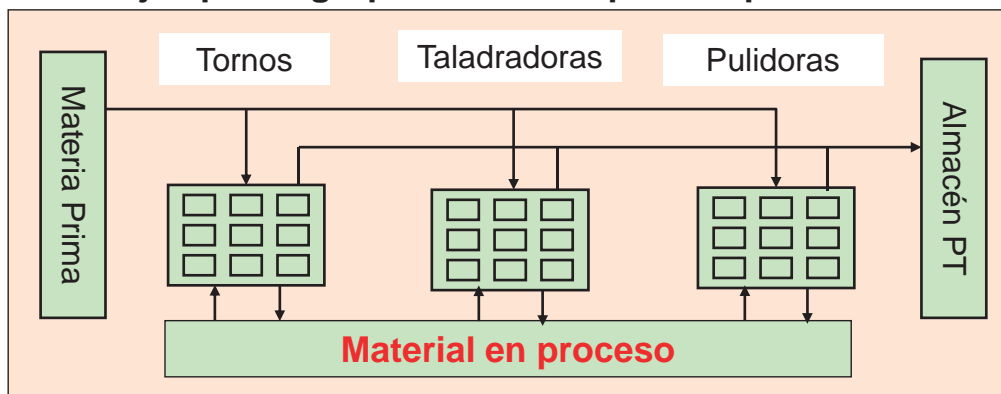 Tornos
Taladradoras
Pulidoras
Materia Prima
Almacén PT
Material en proceso